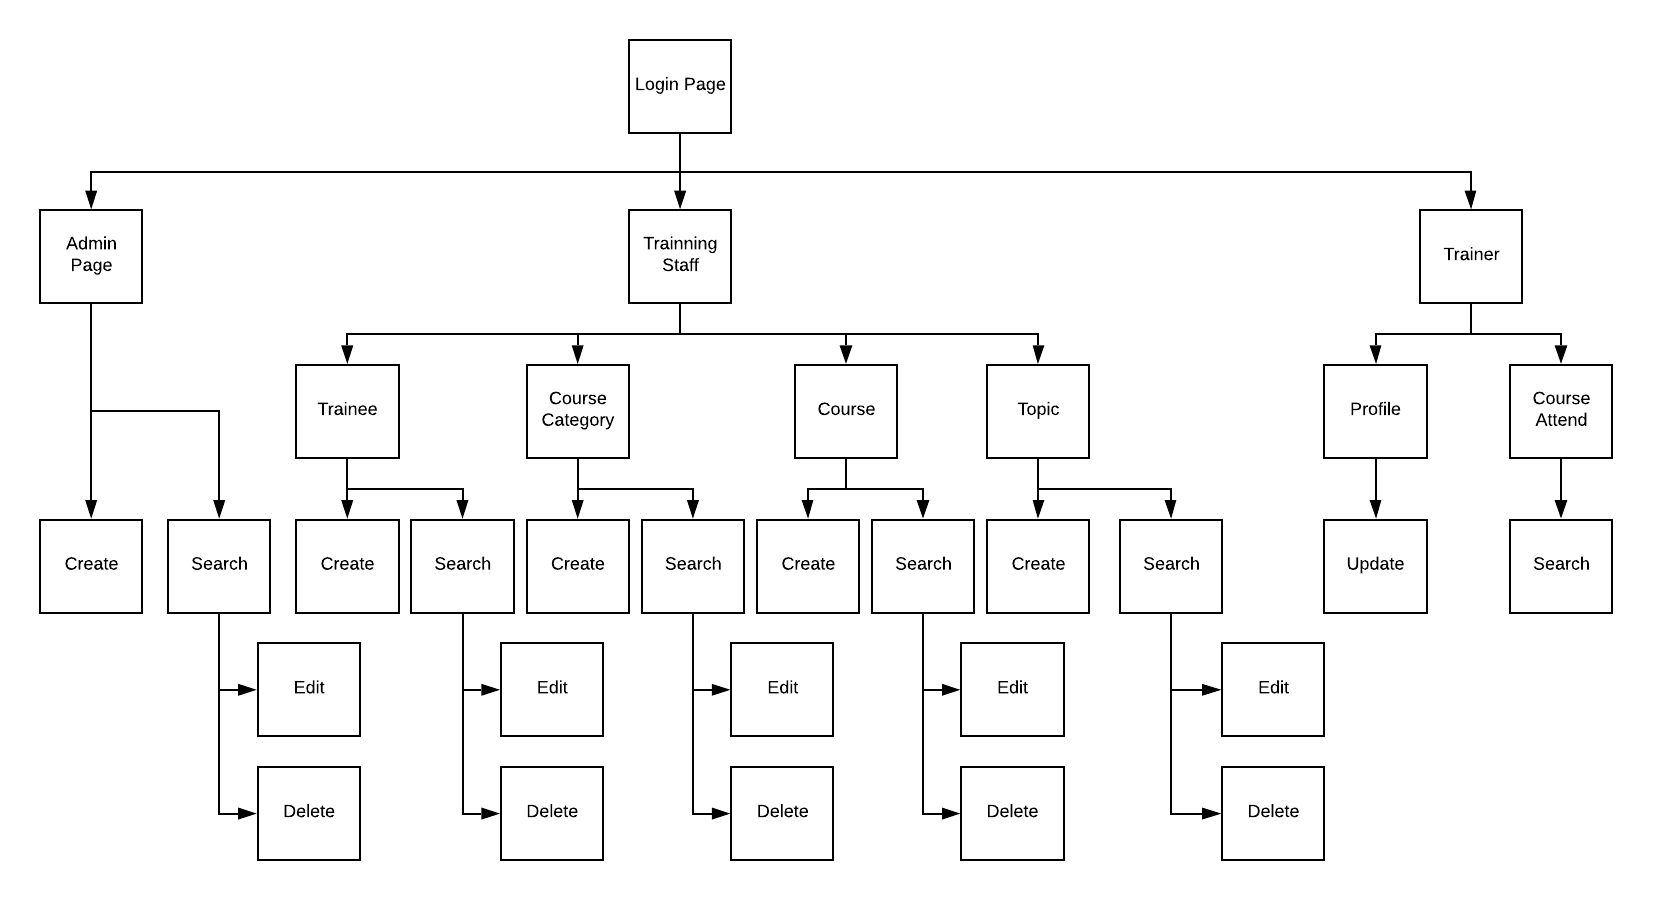 Login Page
Admin
Page
Trainning
Staff
Trainer
Trainee
Course
Category
Course
Topic
Profile
Course
Attend
Create
Search
Create
Search
Create
Search
Create
Search
Create
Search
Update
Search
Edit
Edit
Edit
Edit
Edit
Delete
Delete
Delete
Delete
Delete